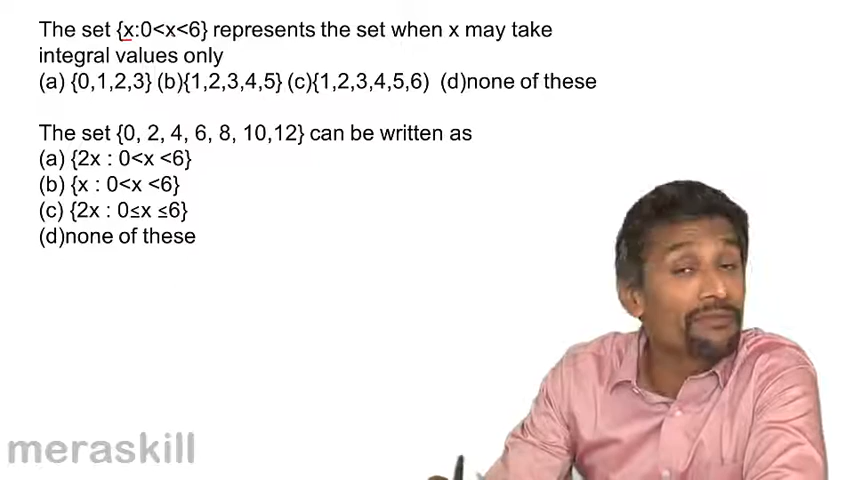 The set {x:0<x<6} represents the set when x may take
integral values only
(a) {0,1,2,3} (b){1,2,3,4,5} (c){1,2,3,4,5,6) (d)none of these
The set {0, 2, 4, 6, 8, 10,12} can be written as
(a) {2x : 0<x <6}
(b) {x : 0<x <6}
(c) {2x : 0≤x ≤6}
(d)none of these
meraskill